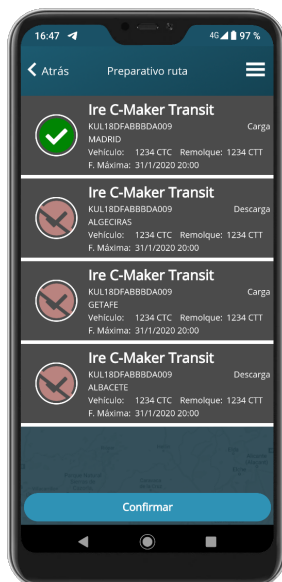 16:47 4G 97 %
Atrás Preparativo ruta
Ire C-Maker Transit
KUL18DFABBBDA009 Carga
MADRID
Vehículo: 1234 CTC Remolque: 1234 CTT
F. Máxima: 31/1/2020 20:00
Ire C-Maker Transit
KUL18DFABBBDA009 Descarga
ALGECIRAS
Vehículo: 1234 CTC Remolque: 1234 CTT
F. Máxima: 31/1/2020 20:00
Ire C-Maker Transit
KUL18DFABBBDA009 Carga
GETAFE
Vehículo: 1234 CTC Remolque: 1234 CTT
F. Máxima: 31/1/2020 20:00
Ire C-Maker Transit
KUL18DFABBBDA009 Descarga
ALBACETE
Vehículo: 1234 CTC Remolque: 1234 CTT
F. Máxima: 31/1/2020 20:00
Confirmar